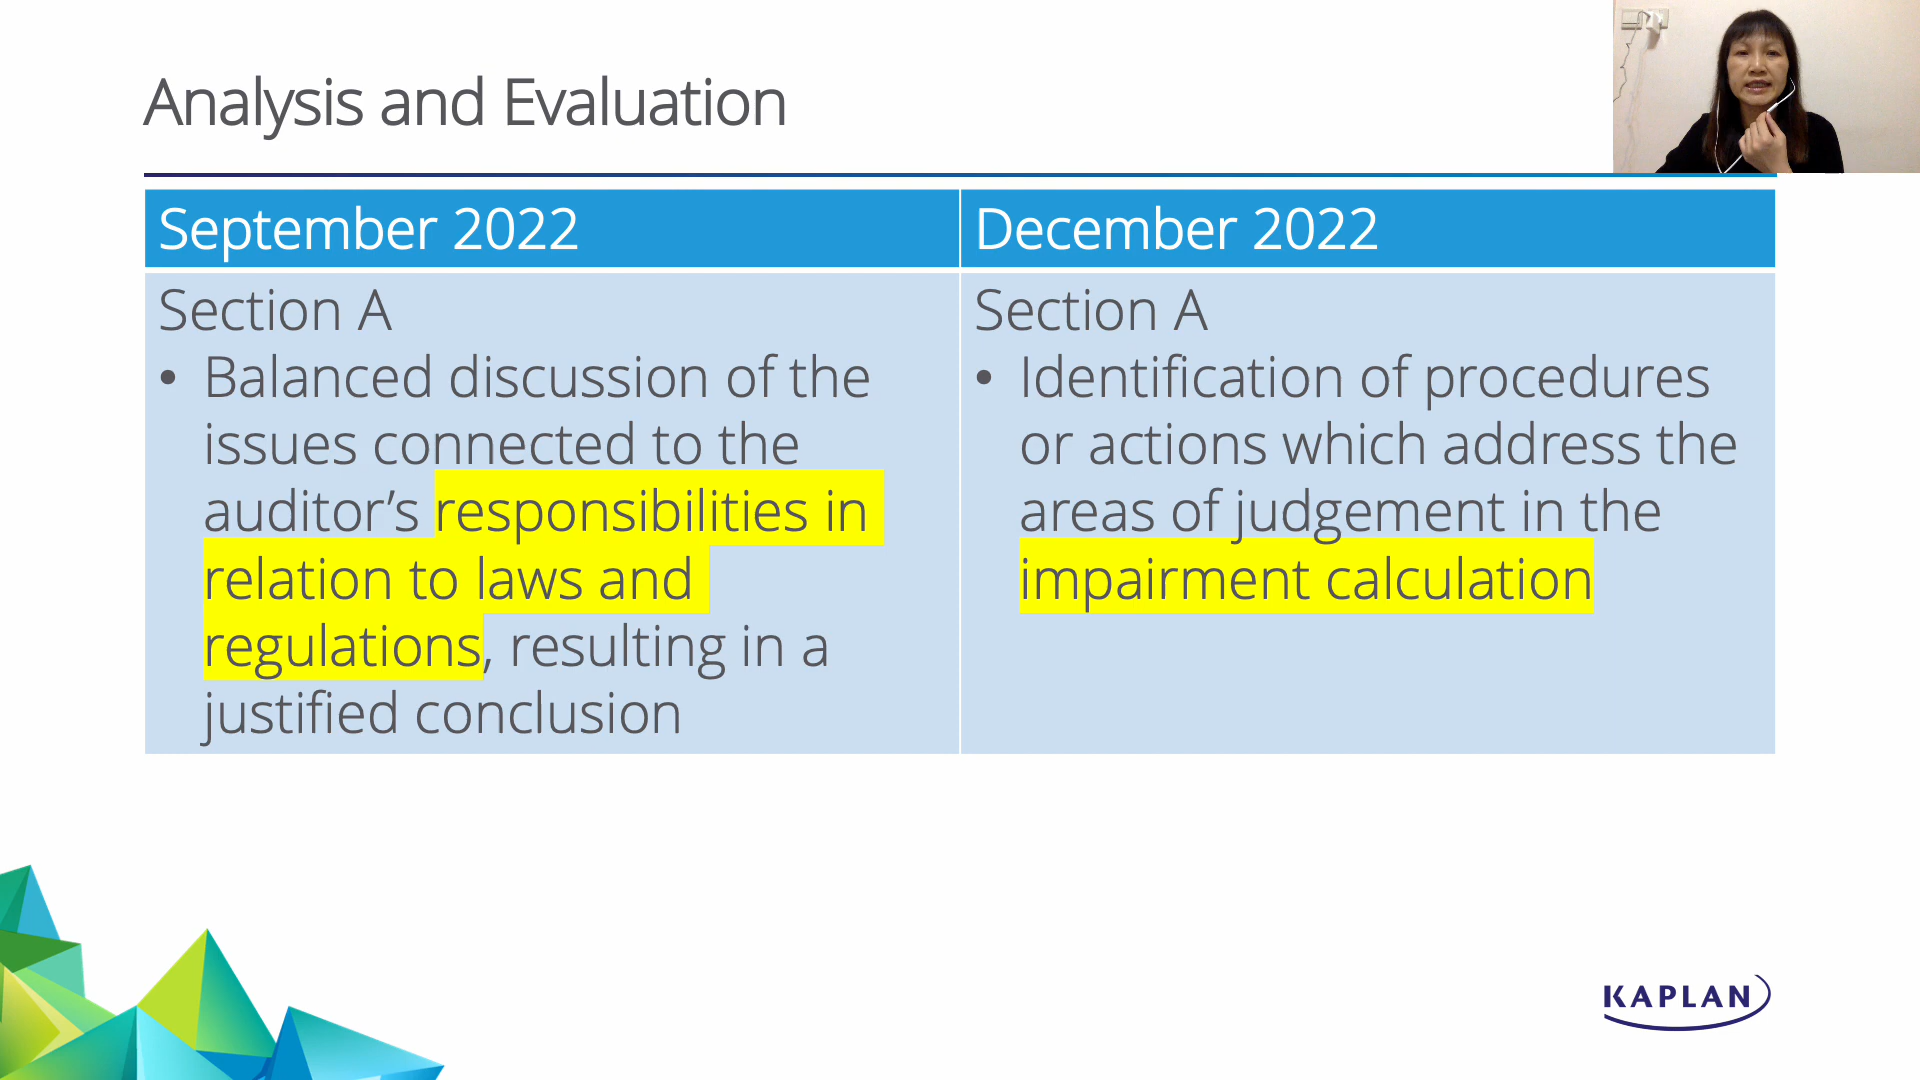 Analysis and Evaluation
September 2022
December 2022
Section A
• Balanced discussion of the
issues connected to the
auditor’s responsibilities in
relation to laws and
regulations, resulting in a
justified conclusion
Section A
• Identification of procedures
or actions which address the
areas of judgement in the
impairment calculation
KAPLAN